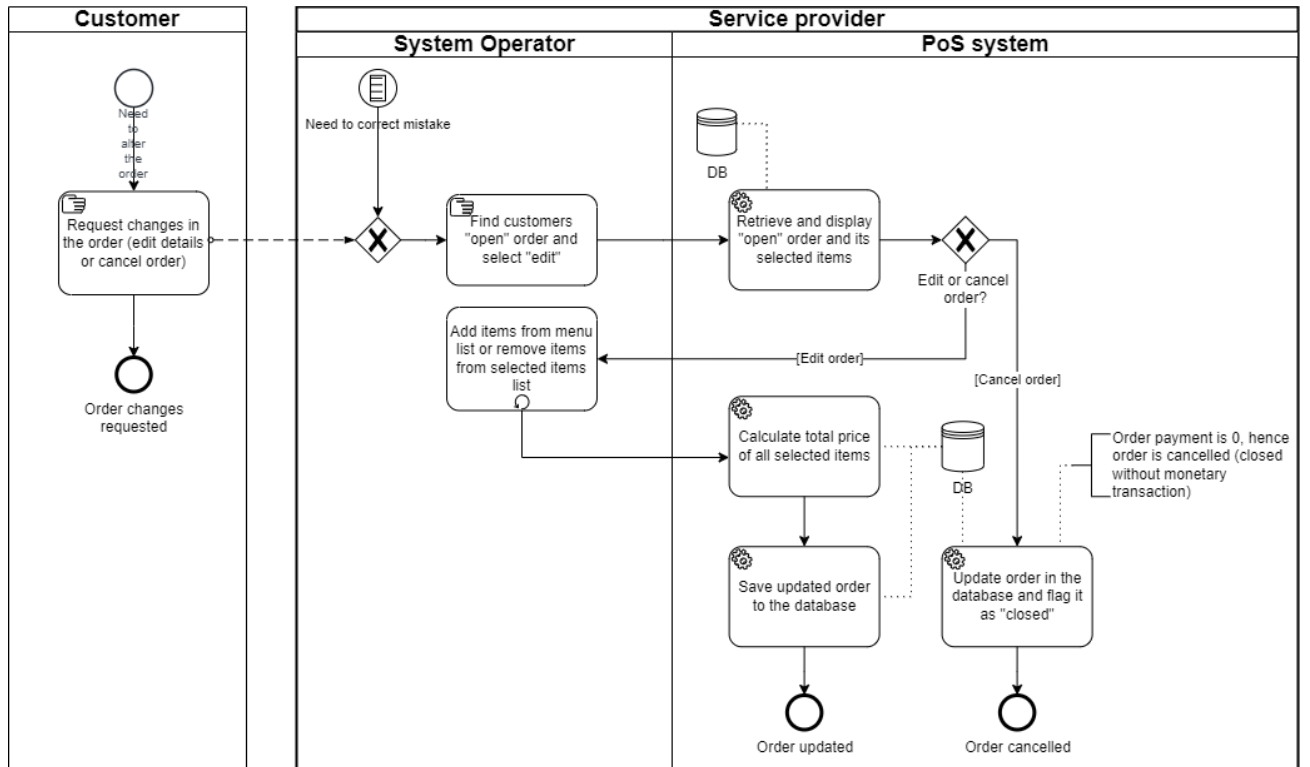 Customer
Service provider
System Operator
PoS system
Need
to
alter
the
order
Request changes in
the order (edit details
or cancel order)
Order changes
requested
Need to correct mistake
Find customers
"open" order and
select "edit"
DB
Retrieve and display
"open" order and its
selected items
Edit or cancel
order?
[Edit order]
[Cancel order]
Add items from menu
list or remove items
from selected items
list
Calculate total price
of all selected items
DB
Order payment is 0, hence
order is cancelled (closed
without monetary
transaction)
Save updated order
to the database
Update order in the
database and flag it
as "closed"
Order updated
Order cancelled